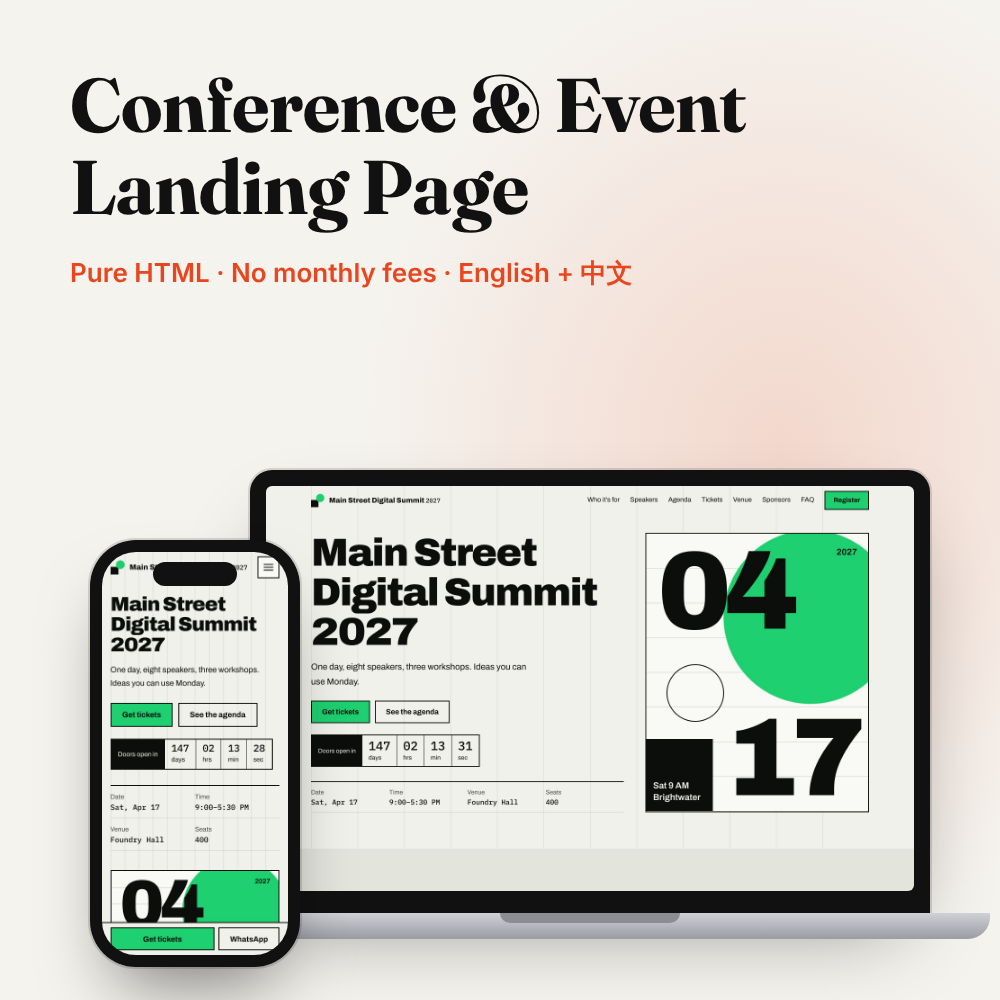 Conference & Event
Landing Page
Pure HTML · No monthly fees · English + 中文
Main Street Digital Summit 2027
Who it's for Speakers Agenda Tickets Venue Sponsors FAQ Register
Main Street
Digital Summit
2027
One day, eight speakers, three workshops. Ideas you can
use Monday.
Get tickets See the agenda
Doors open in 147 02 13 31
days hrs min sec
Date Time Venue Seats
Sat, Apr 17 9:00–5:30 PM Foundry Hall 400
2027
04
17
Sat 9 AM
Brightwater
Main S 2027
Main Street
Digital Summit
2027
One day, eight speakers, three workshops.
Ideas you can use Monday.
Get tickets See the agenda
Doors open in 147 02 13 28
days hrs min sec
Date Time
Sat, Apr 17 9:00–5:30 PM
Venue Seats
Foundry Hall 400
2027
04
Get tickets WhatsApp